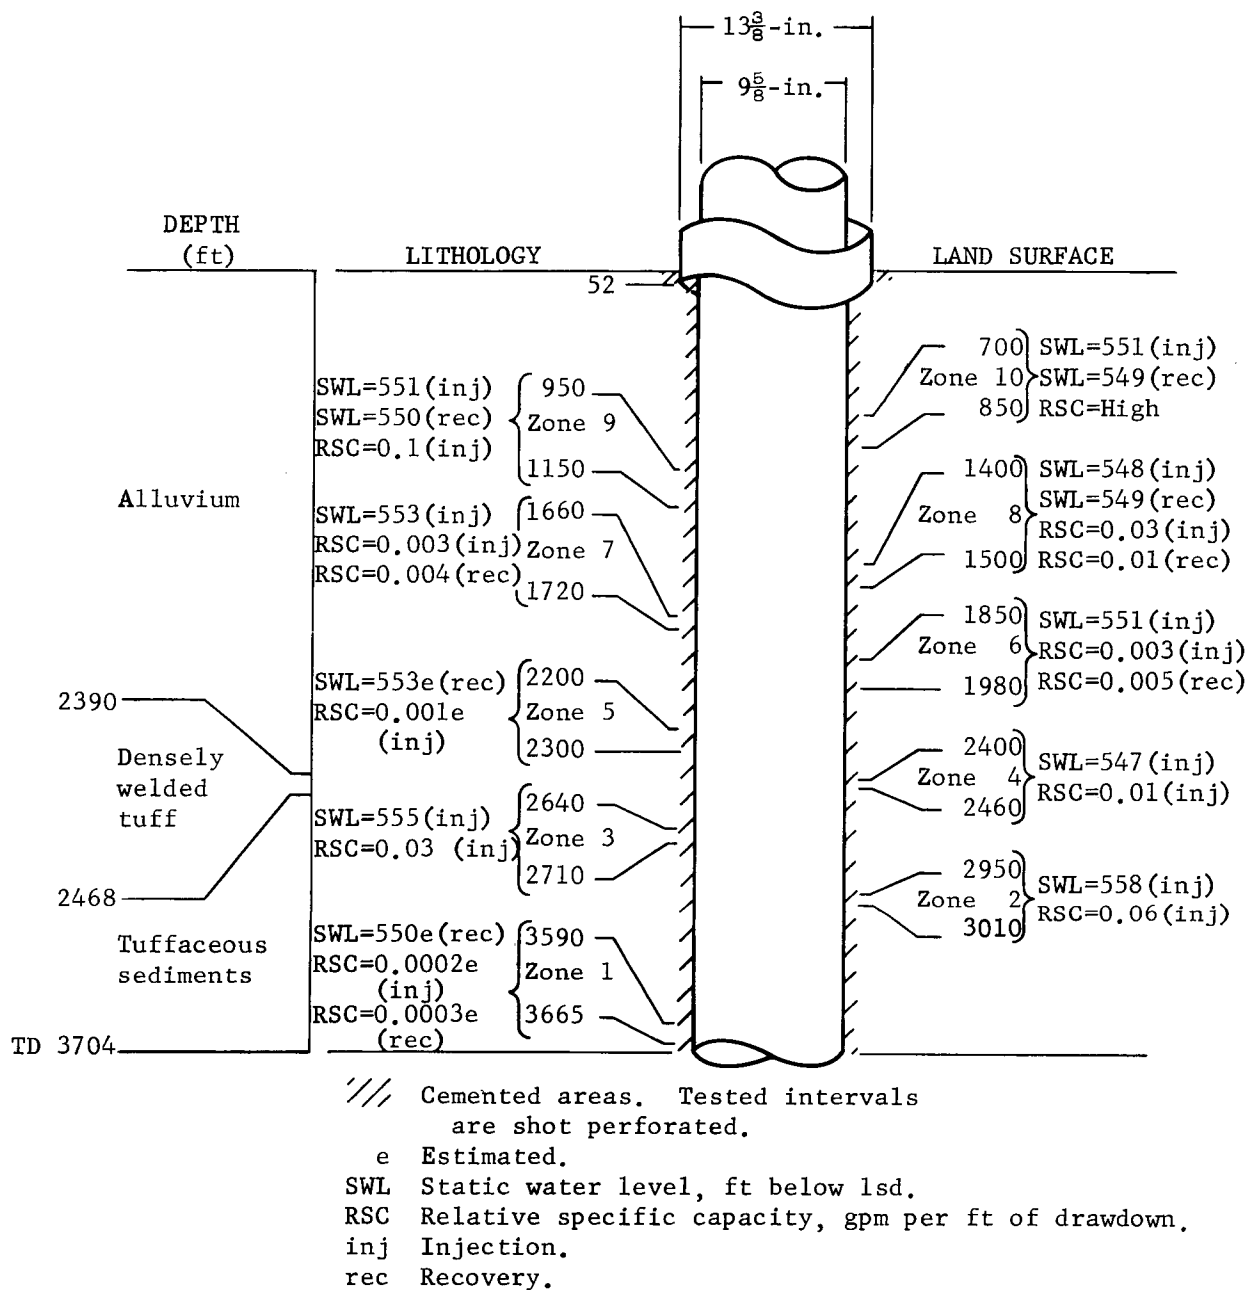 13 3/8-in.
9 5/8-in.
DEPTH
(ft)
LITHOLOGY
LAND SURFACE
52
Alluvium
2390
Densely
welded
tuff
2468
Tuffaceous
sediments
TD 3704
SWL=551(inj)
SWL=550(rec)
RSC=0.1(inj)
950
Zone 9
1150
SWL=553(inj)
RSC=0.003(inj)
RSC=0.004(rec)
1660
Zone 7
1720
SWL=553e(rec)
RSC=0.001e
(inj)
2200
Zone 5
2300
SWL=555(inj)
RSC=0.03 (inj)
2640
Zone 3
2710
SWL=550e(rec)
RSC=0.0002e
(inj)
RSC=0.0003e
(rec)
3590
Zone 1
3665
700
Zone 10
850
SWL=551(inj)
SWL=549(rec)
RSC=High
1400
Zone 8
1500
SWL=548(inj)
SWL=549(rec)
RSC=0.03(inj)
RSC=0.01(rec)
1850
Zone 6
1980
SWL=551(inj)
RSC=0.003(inj)
RSC=0.005(rec)
2400
Zone 4
2460
SWL=547(inj)
RSC=0.01(inj)
2950
Zone 2
3010
SWL=558(inj)
RSC=0.06(inj)
/// Cemented areas. Tested intervals
are shot perforated.
e Estimated.
SWL Static water level, ft below lsd.
RSC Relative specific capacity, gpm per ft of drawdown.
inj Injection.
rec Recovery.